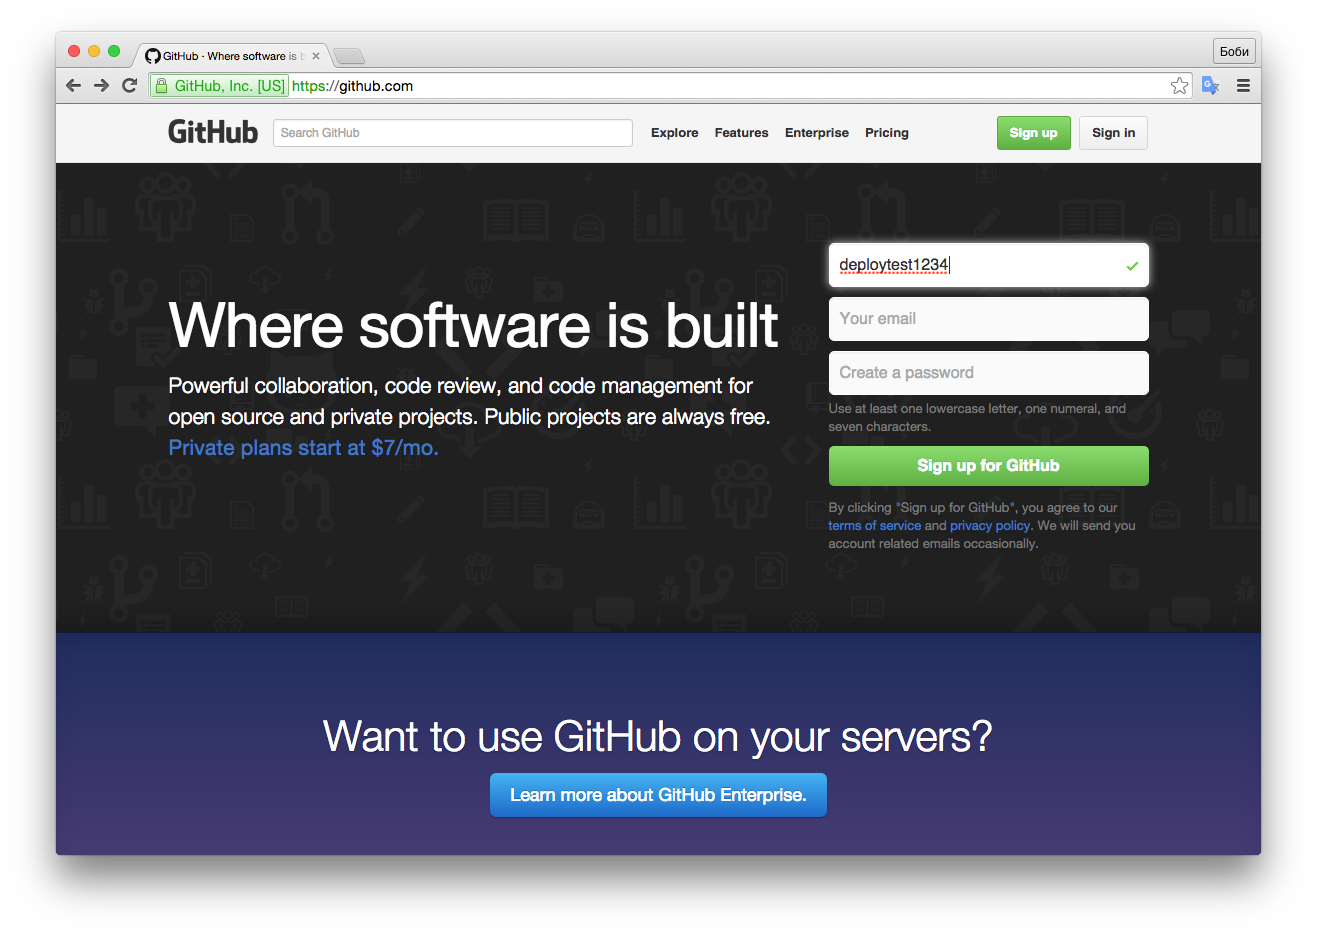 GitHub · Where software is b
Боби
GitHub, Inc. [US] https://github.com
GitHub
Search GitHub
Explore Features Enterprise Pricing
Sign up
Sign in
deploytest1234
Where software is built
Your email
Powerful collaboration, code review, and code management for
open source and private projects. Public projects are always free.
Private plans start at $7/mo.
Create a password
Use at least one lowercase letter, one numeral, and
seven characters.
Sign up for GitHub
By clicking "Sign up for GitHub", you agree to our
terms of service and privacy policy. We will send you
account related emails occasionally.
Want to use GitHub on your servers?
Learn more about GitHub Enterprise.